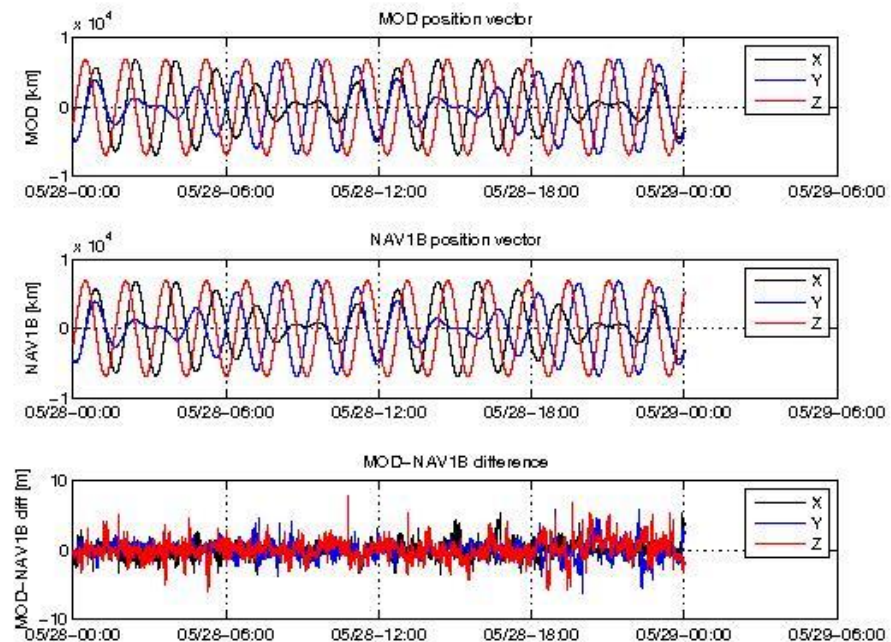 MOD position vector
x 10^4
1
0
−1
MOD [km]
X
Y
Z
05/28−00:00 05/28−06:00 05/28−12:00 05/28−18:00 05/29−00:00 05/29−06:00
NAV1B position vector
x 10^4
1
0
−1
NAV1B [km]
X
Y
Z
05/28−00:00 05/28−06:00 05/28−12:00 05/28−18:00 05/29−00:00 05/29−06:00
MOD−NAV1B difference
10
0
−10
MOD−NAV1B diff [m]
X
Y
Z
05/28−00:00 05/28−06:00 05/28−12:00 05/28−18:00 05/29−00:00 05/29−06:00